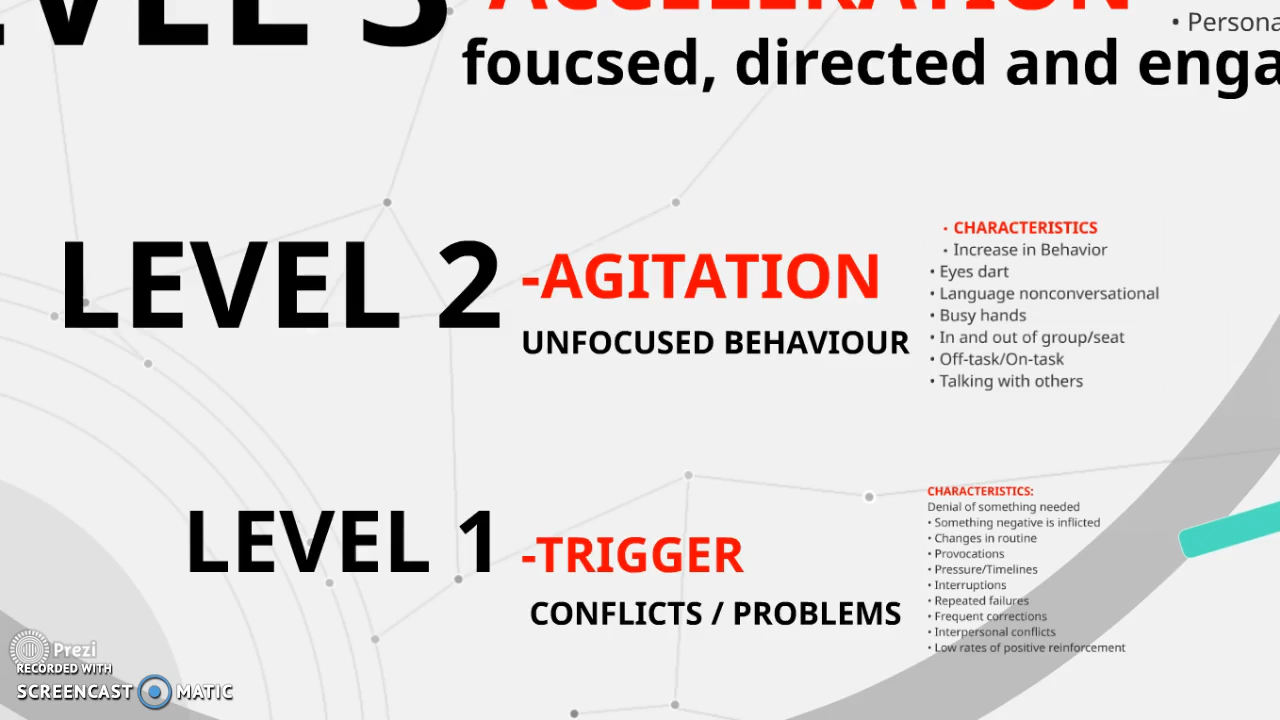 foucsed, directed and enga
• Persona
LEVEL 2
-AGITATION
UNFOCUSED BEHAVIOUR
• CHARACTERISTICS
• Increase in Behavior
• Eyes dart
• Language nonconversational
• Busy hands
• In and out of group/seat
• Off-task/On-task
• Talking with others
LEVEL 1
-TRIGGER
CONFLICTS / PROBLEMS
CHARACTERISTICS:
Denial of something needed
• Something negative is inflicted
• Changes in routine
• Provocations
• Pressure/Timelines
• Interruptions
• Repeated failures
• Frequent corrections
• Interpersonal conflicts
• Low rates of positive reinforcement
Prezi
RECORDED WITH
SCREENCAST MATIC